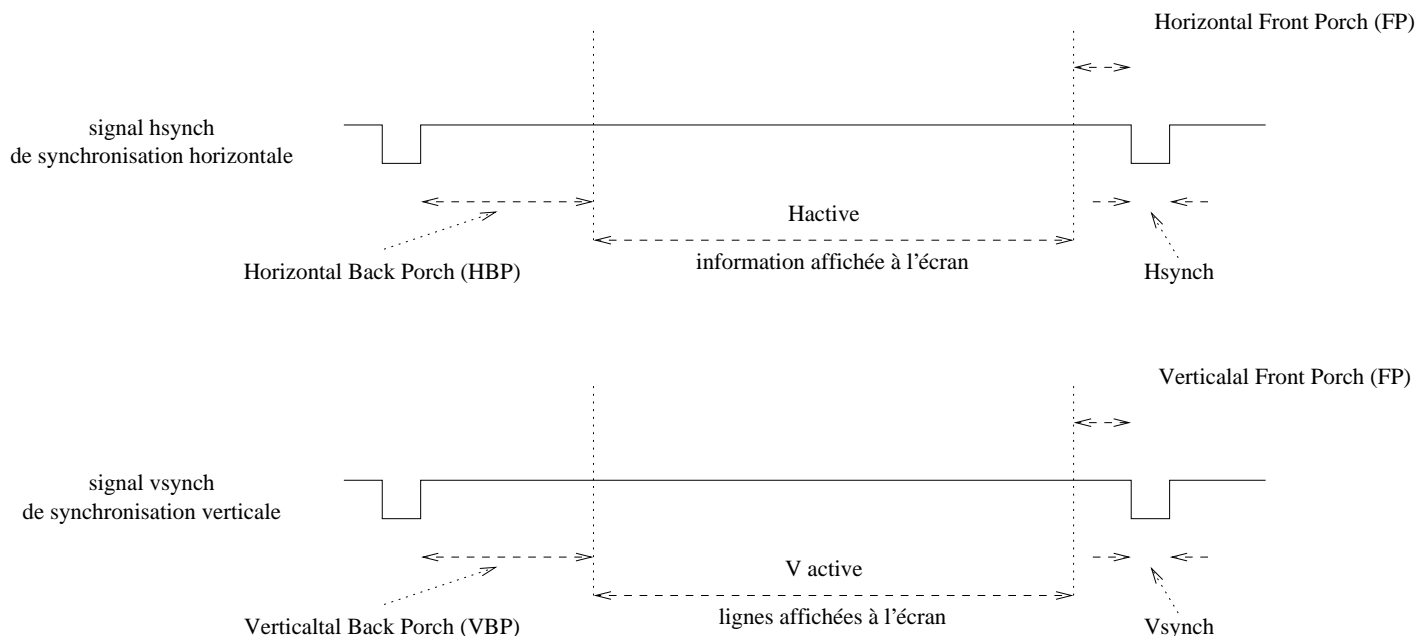 Horizontal Front Porch (FP)
signal hsynch
de synchronisation horizontale
Hactive
information affichée à l'écran
Horizontal Back Porch (HBP)
Hsynch
Verticalal Front Porch (FP)
signal vsynch
de synchronisation verticale
V active
lignes affichées à l'écran
Verticaltal Back Porch (VBP)
Vsynch